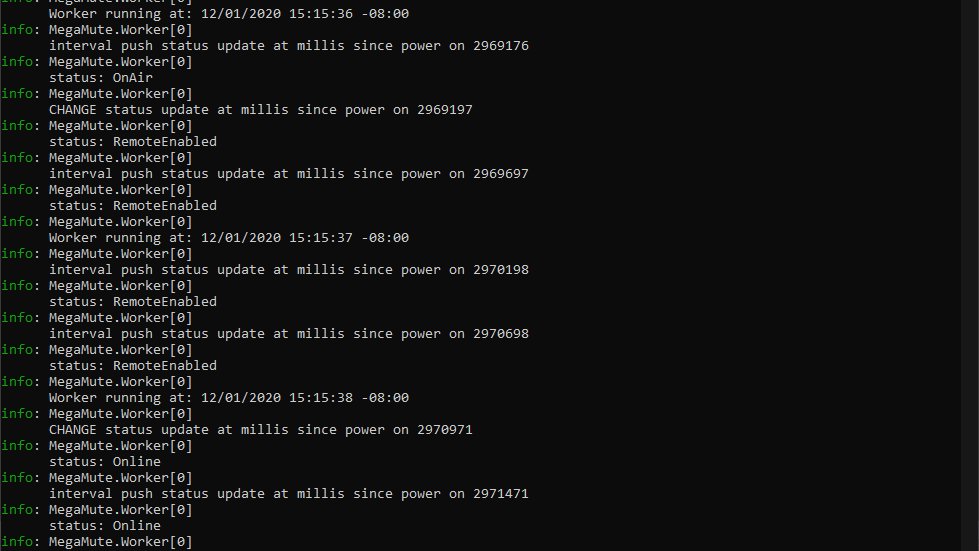 info: MegaMute.Worker[0]
Worker running at: 12/01/2020 15:15:36 -08:00
info: MegaMute.Worker[0]
interval push status update at millis since power on 2969176
info: MegaMute.Worker[0]
status: OnAir
info: MegaMute.Worker[0]
CHANGE status update at millis since power on 2969197
info: MegaMute.Worker[0]
status: RemoteEnabled
info: MegaMute.Worker[0]
interval push status update at millis since power on 2969697
info: MegaMute.Worker[0]
status: RemoteEnabled
info: MegaMute.Worker[0]
Worker running at: 12/01/2020 15:15:37 -08:00
info: MegaMute.Worker[0]
interval push status update at millis since power on 2970198
info: MegaMute.Worker[0]
status: RemoteEnabled
info: MegaMute.Worker[0]
interval push status update at millis since power on 2970698
info: MegaMute.Worker[0]
status: RemoteEnabled
info: MegaMute.Worker[0]
Worker running at: 12/01/2020 15:15:38 -08:00
info: MegaMute.Worker[0]
CHANGE status update at millis since power on 2970971
info: MegaMute.Worker[0]
status: Online
info: MegaMute.Worker[0]
interval push status update at millis since power on 2971471
info: MegaMute.Worker[0]
status: Online
info: MegaMute.Worker[0]